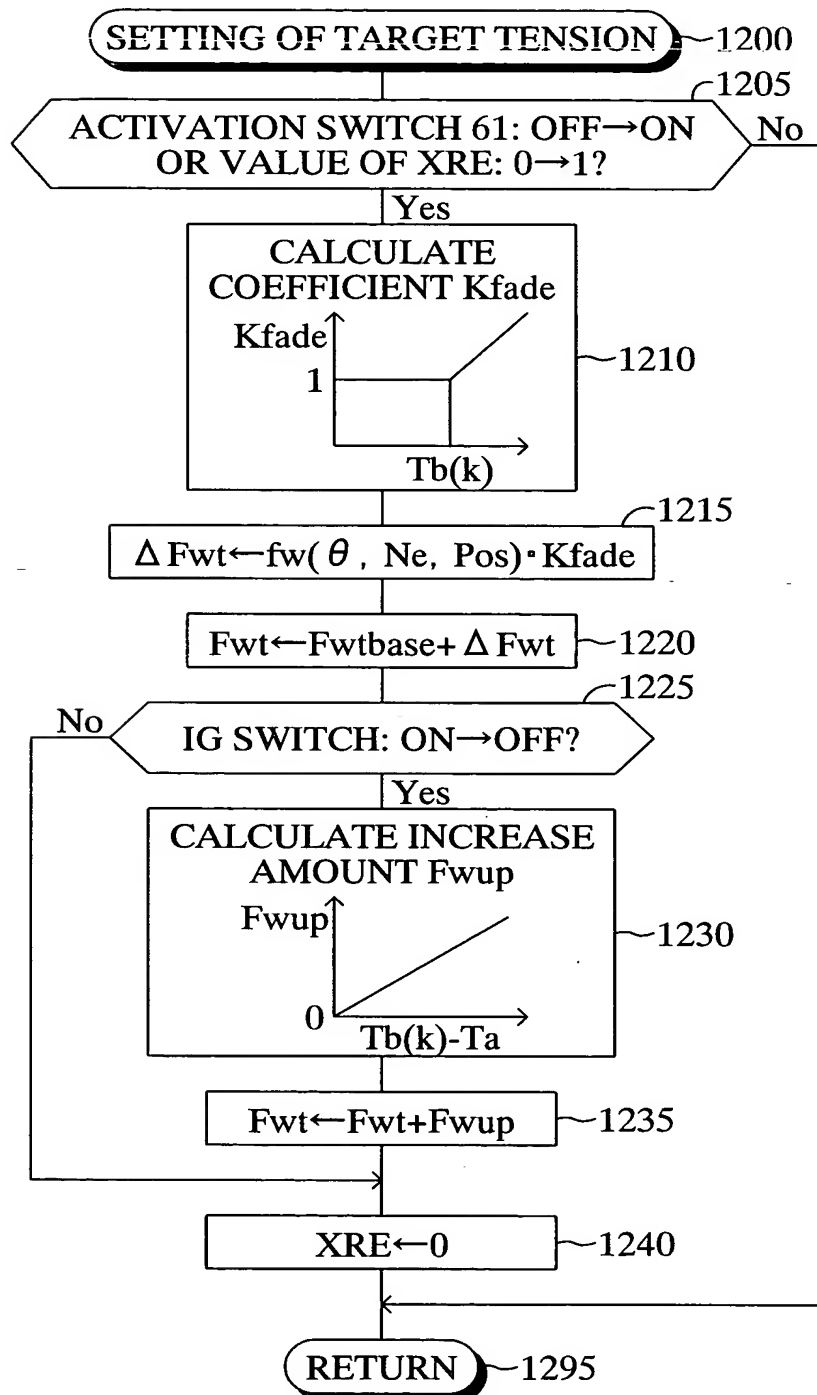 SETTING OF TARGET TENSION
1200
1205
ACTIVATION SWITCH 61: OFF→ON
OR VALUE OF XRE: 0→1?
No
Yes
CALCULATE
COEFFICIENT Kfade
Kfade
1
Tb(k)
1210
1215
ΔFwt←fw(θ, Ne, Pos)·Kfade
Fwt←Fwtbase+ΔFwt
1220
1225
No
IG SWITCH: ON→OFF?
Yes
CALCULATE INCREASE
AMOUNT Fwup
Fwup
0
Tb(k)-Ta
1230
Fwt←Fwt+Fwup
1235
XRE←0
1240
RETURN
1295